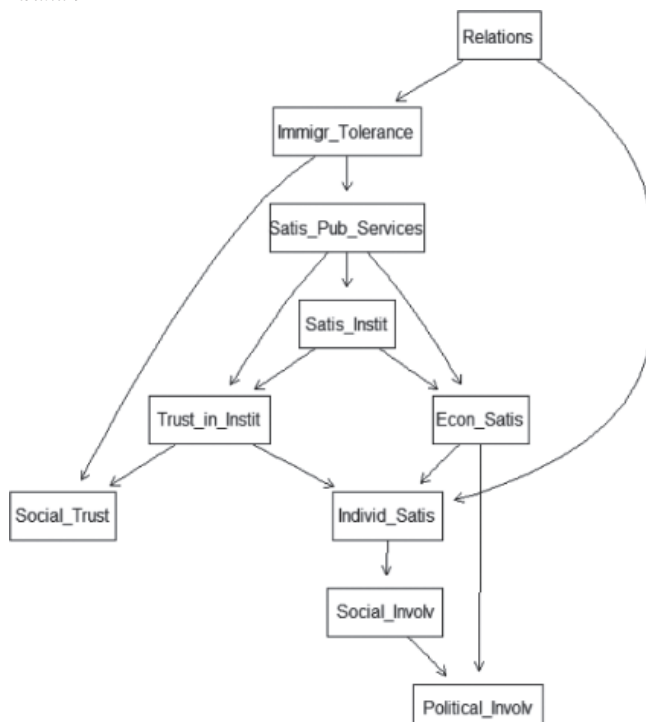 Relations
Immigr_Tolerance
Satis_Pub_Services
Satis_Instit
Trust_in_Instit
Econ_Satis
Social_Trust
Individ_Satis
Social_Involv
Political_Involv